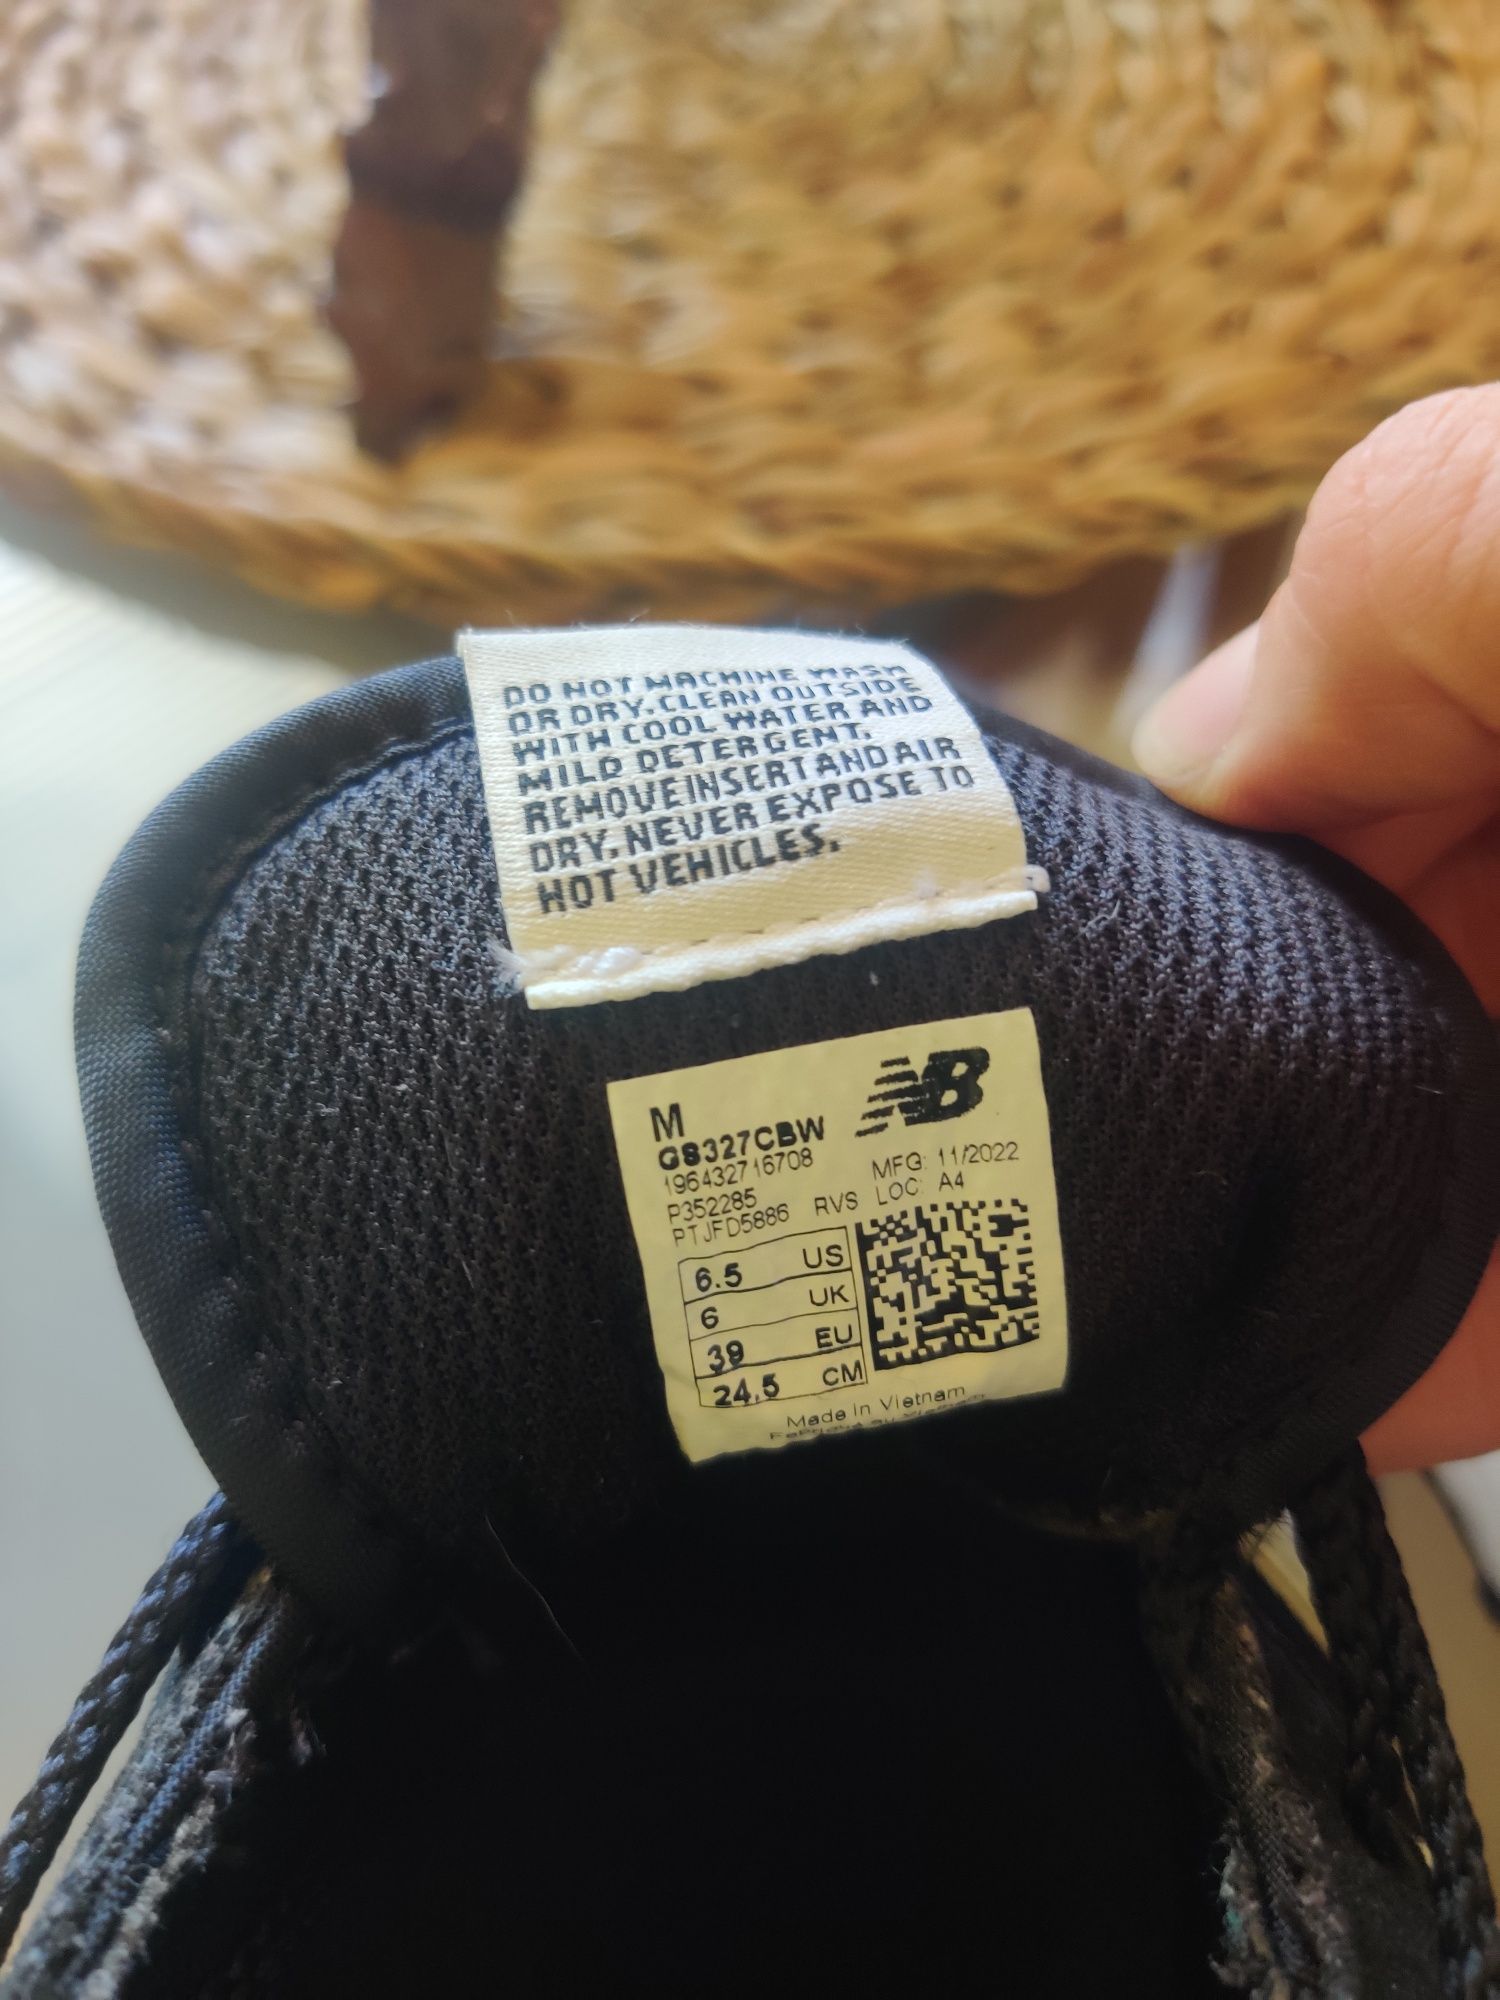 DO NOT MACHINE WASH
OR DRY. CLEAN OUTSIDE
WITH COOL WATER AND
MILD DETERGENT.
REMOVE INSERT AND AIR
DRY. NEVER EXPOSE TO
HOT VEHICLES.
NB
M
GS327CBW
196432716708
P352285
PTJFD5886 RVS
MFG: 11/2022
LOC: A4
6.5 US
6 UK
39 EU
24.5 CM
Made in Vietnam